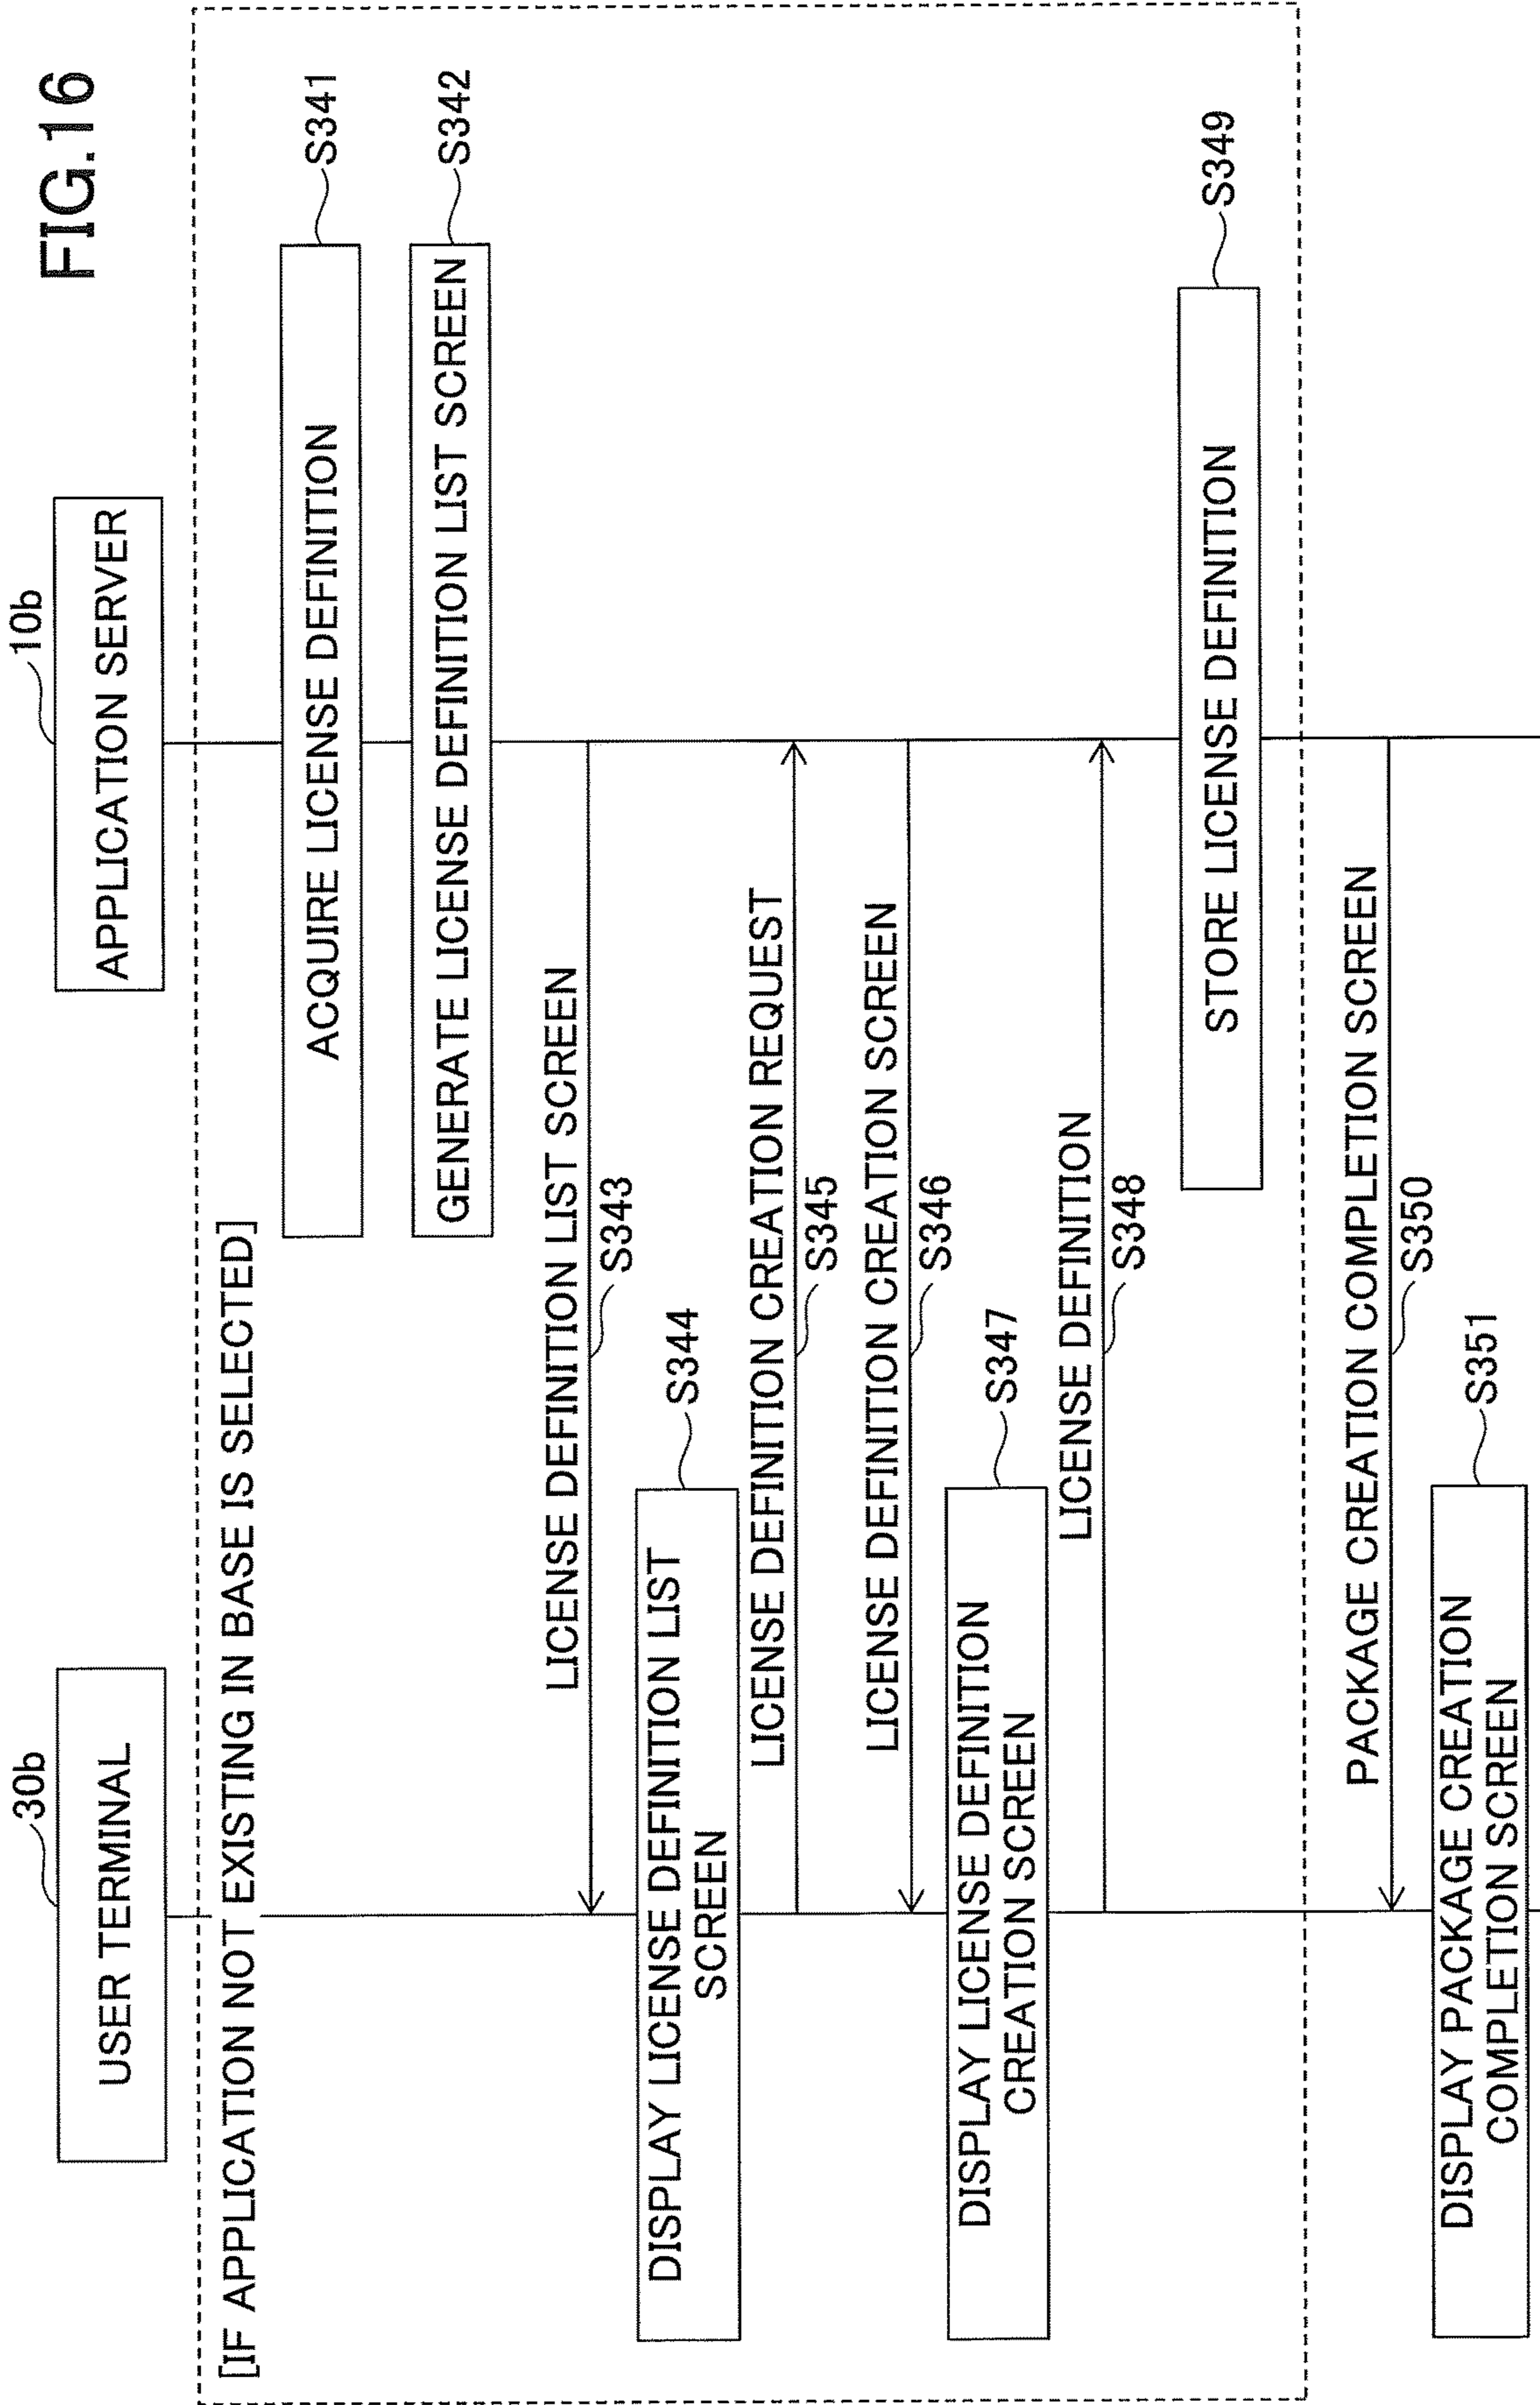 FIG.16
30b
USER TERMINAL
10b
APPLICATION SERVER
[IF APPLICATION NOT EXISTING IN BASE IS SELECTED]
ACQUIRE LICENSE DEFINITION
S341
GENERATE LICENSE DEFINITION LIST SCREEN
S342
LICENSE DEFINITION LIST SCREEN
S343
DISPLAY LICENSE DEFINITION LIST
SCREEN
S344
LICENSE DEFINITION CREATION REQUEST
S345
LICENSE DEFINITION CREATION SCREEN
S346
DISPLAY LICENSE DEFINITION
CREATION SCREEN
S347
LICENSE DEFINITION
S348
STORE LICENSE DEFINITION
S349
PACKAGE CREATION COMPLETION SCREEN
S350
DISPLAY PACKAGE CREATION
COMPLETION SCREEN
S351